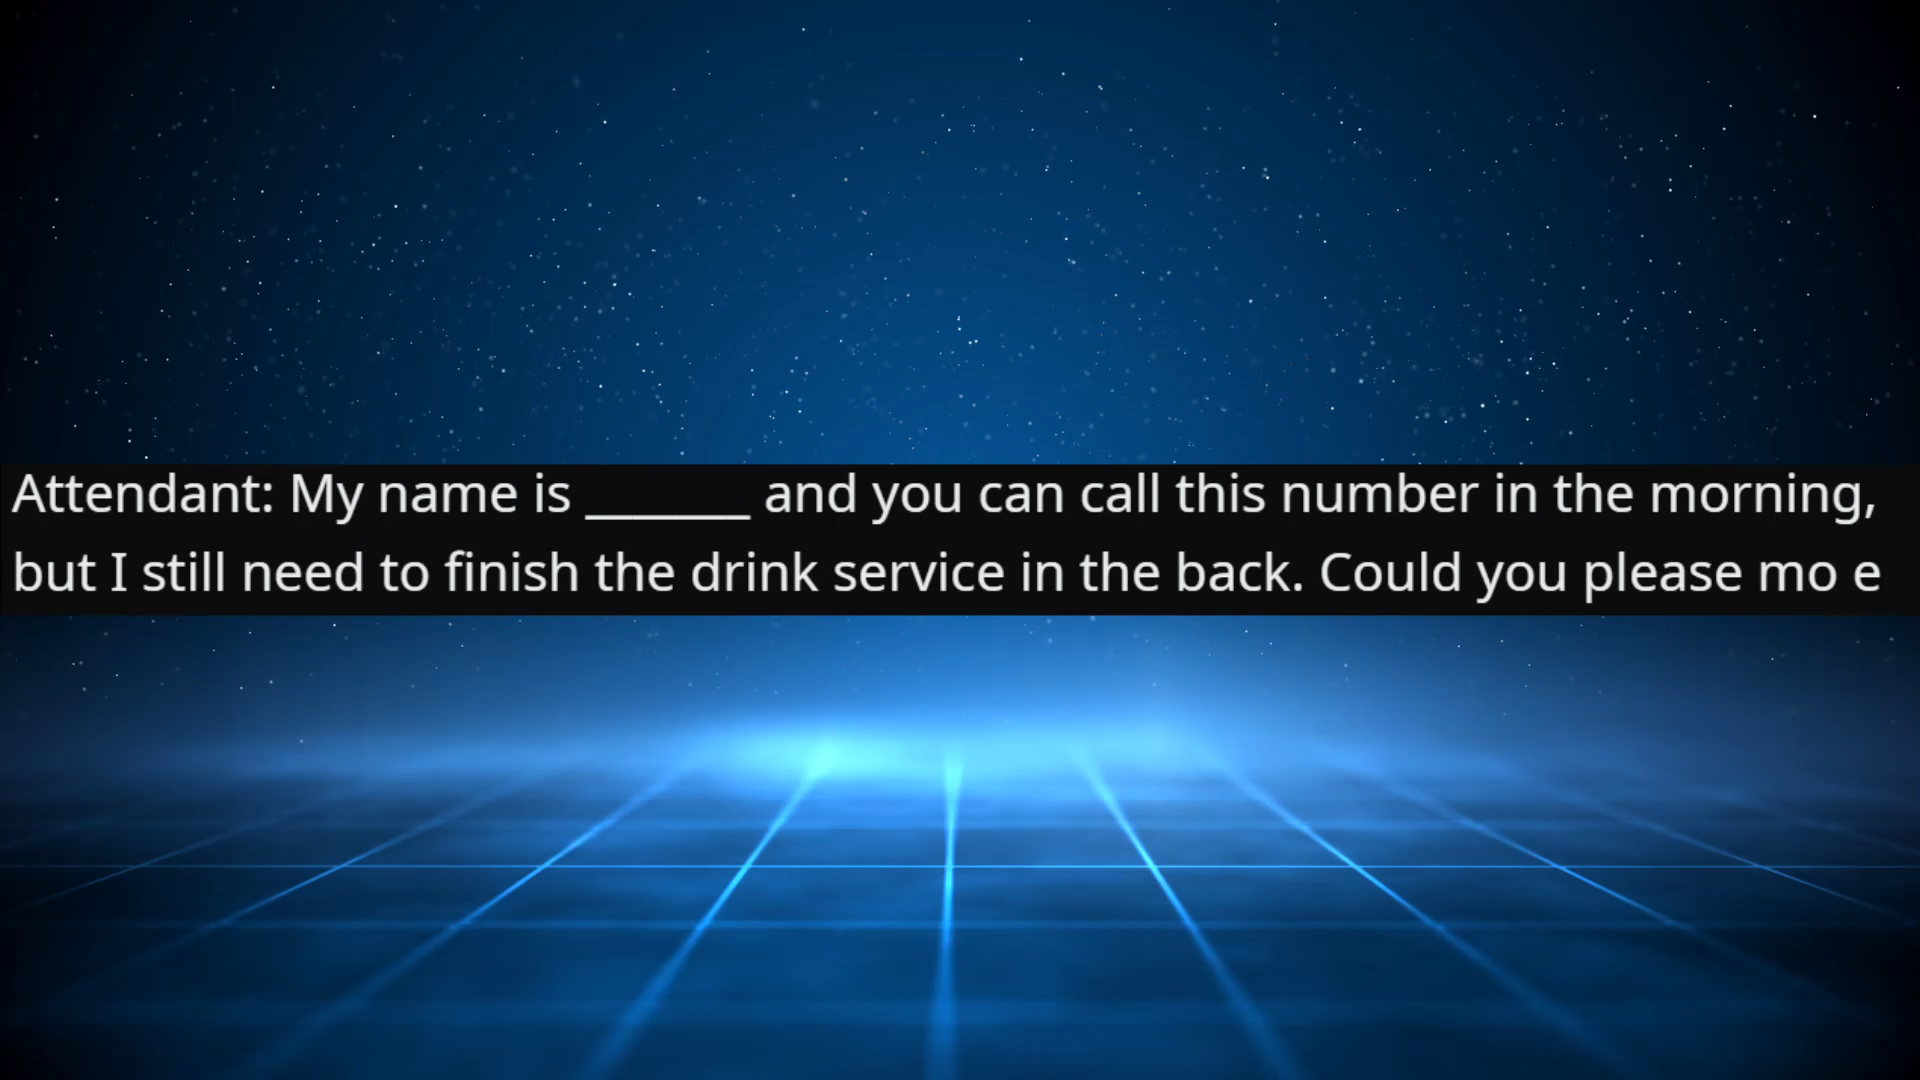 Attendant: My name is _______ and you can call this number in the morning,
but I still need to finish the drink service in the back. Could you please mo e